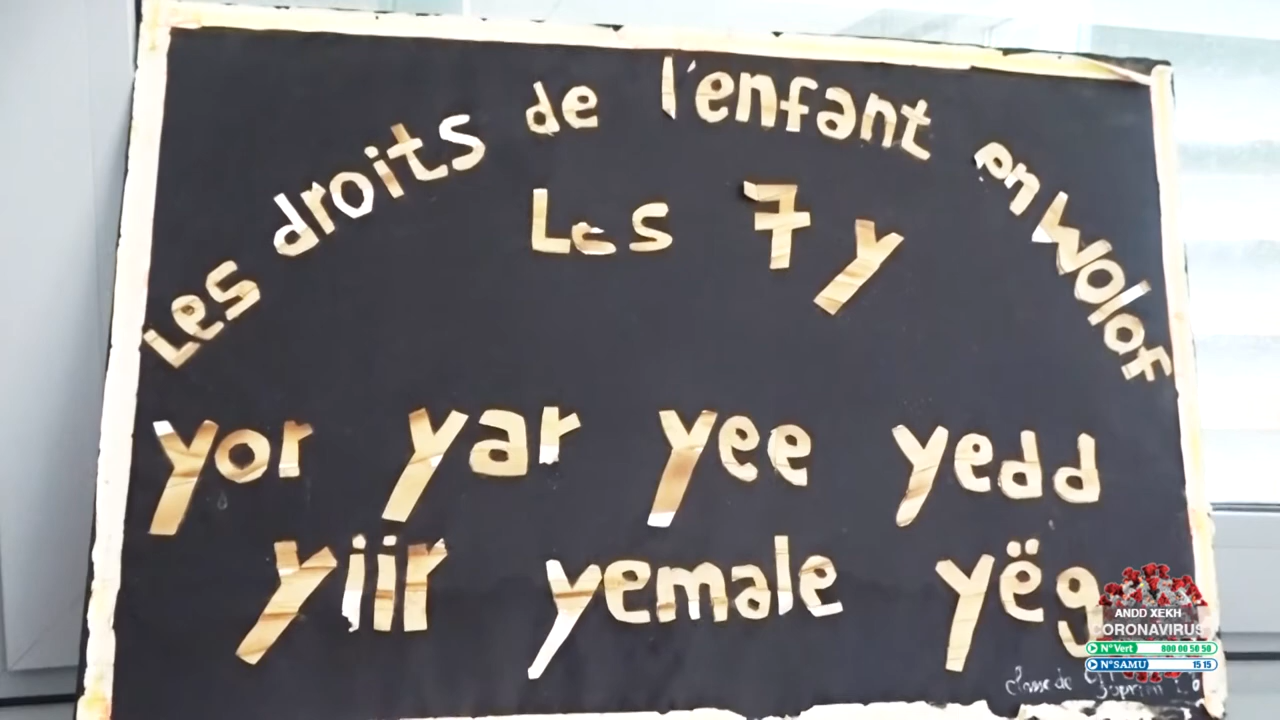 Les droits de l'enfant en Wolof
Les 7 y
yor yar yee yedd
yiir yemale yëg
ANDD XEKH
CORONAVIRUS
N° Vert 800 00 50 50
N° SAMU 15 15